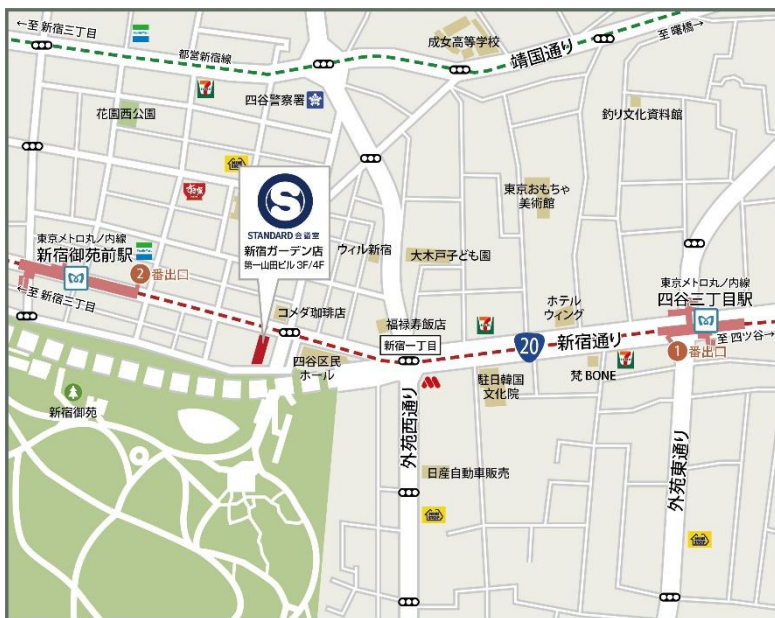 ←至 新宿三丁目
都営新宿線
成女高等学校
靖国通り
至 曙橋→
四谷警察署
花園西公園
釣り文化資料館
S
STANDARD会議室
新宿ガーデン店
第一山田ビル 3F/4F
東京おもちゃ
美術館
東京メトロ丸ノ内線
新宿御苑前駅
2番出口
←至 新宿三丁目
ウィル新宿
大木戸子ども園
コメダ珈琲店
福禄寿飯店
新宿一丁目
ホテル
ウィング
東京メトロ丸ノ内線
四谷三丁目駅
20
新宿通り
至 四ツ谷→
1番出口
四谷区民
ホール
駐日韓国
文化院
梵 BONE
新宿御苑
外苑西通り
外苑東通り
日産自動車販売